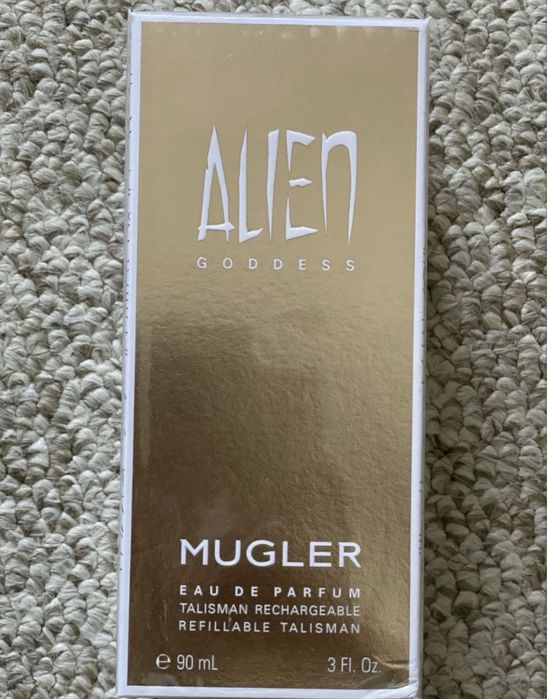 ALIEN
GODDESS
MUGLER
EAU DE PARFUM
TALISMAN RECHARGEABLE
REFILLABLE TALISMAN
℮ 90 mL 3 Fl. Oz.